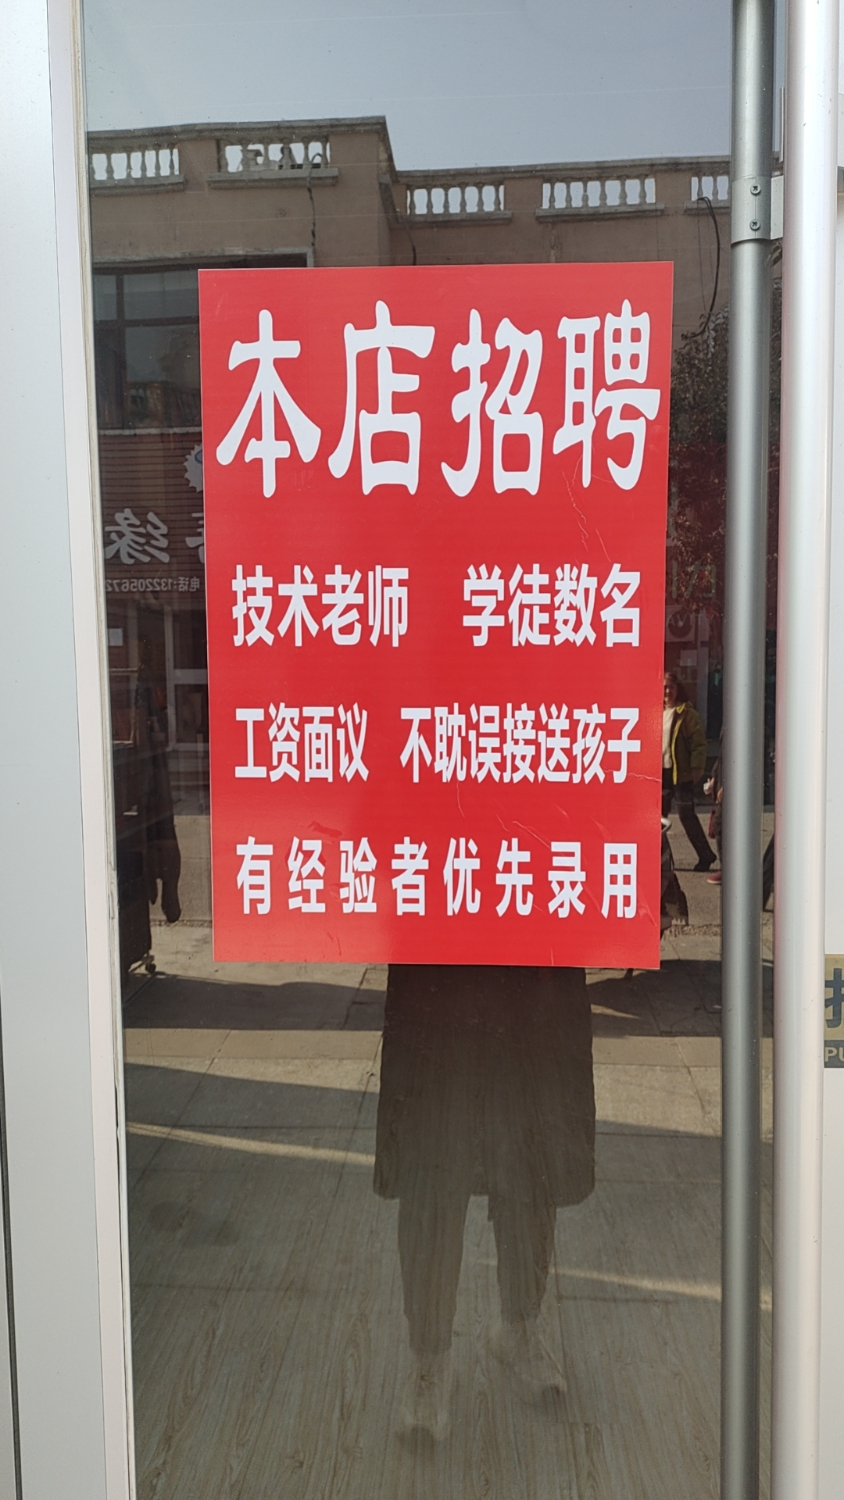 本店招聘
技术老师 学徒数名
工资面议 不耽误接送孩子
有经验者优先录用